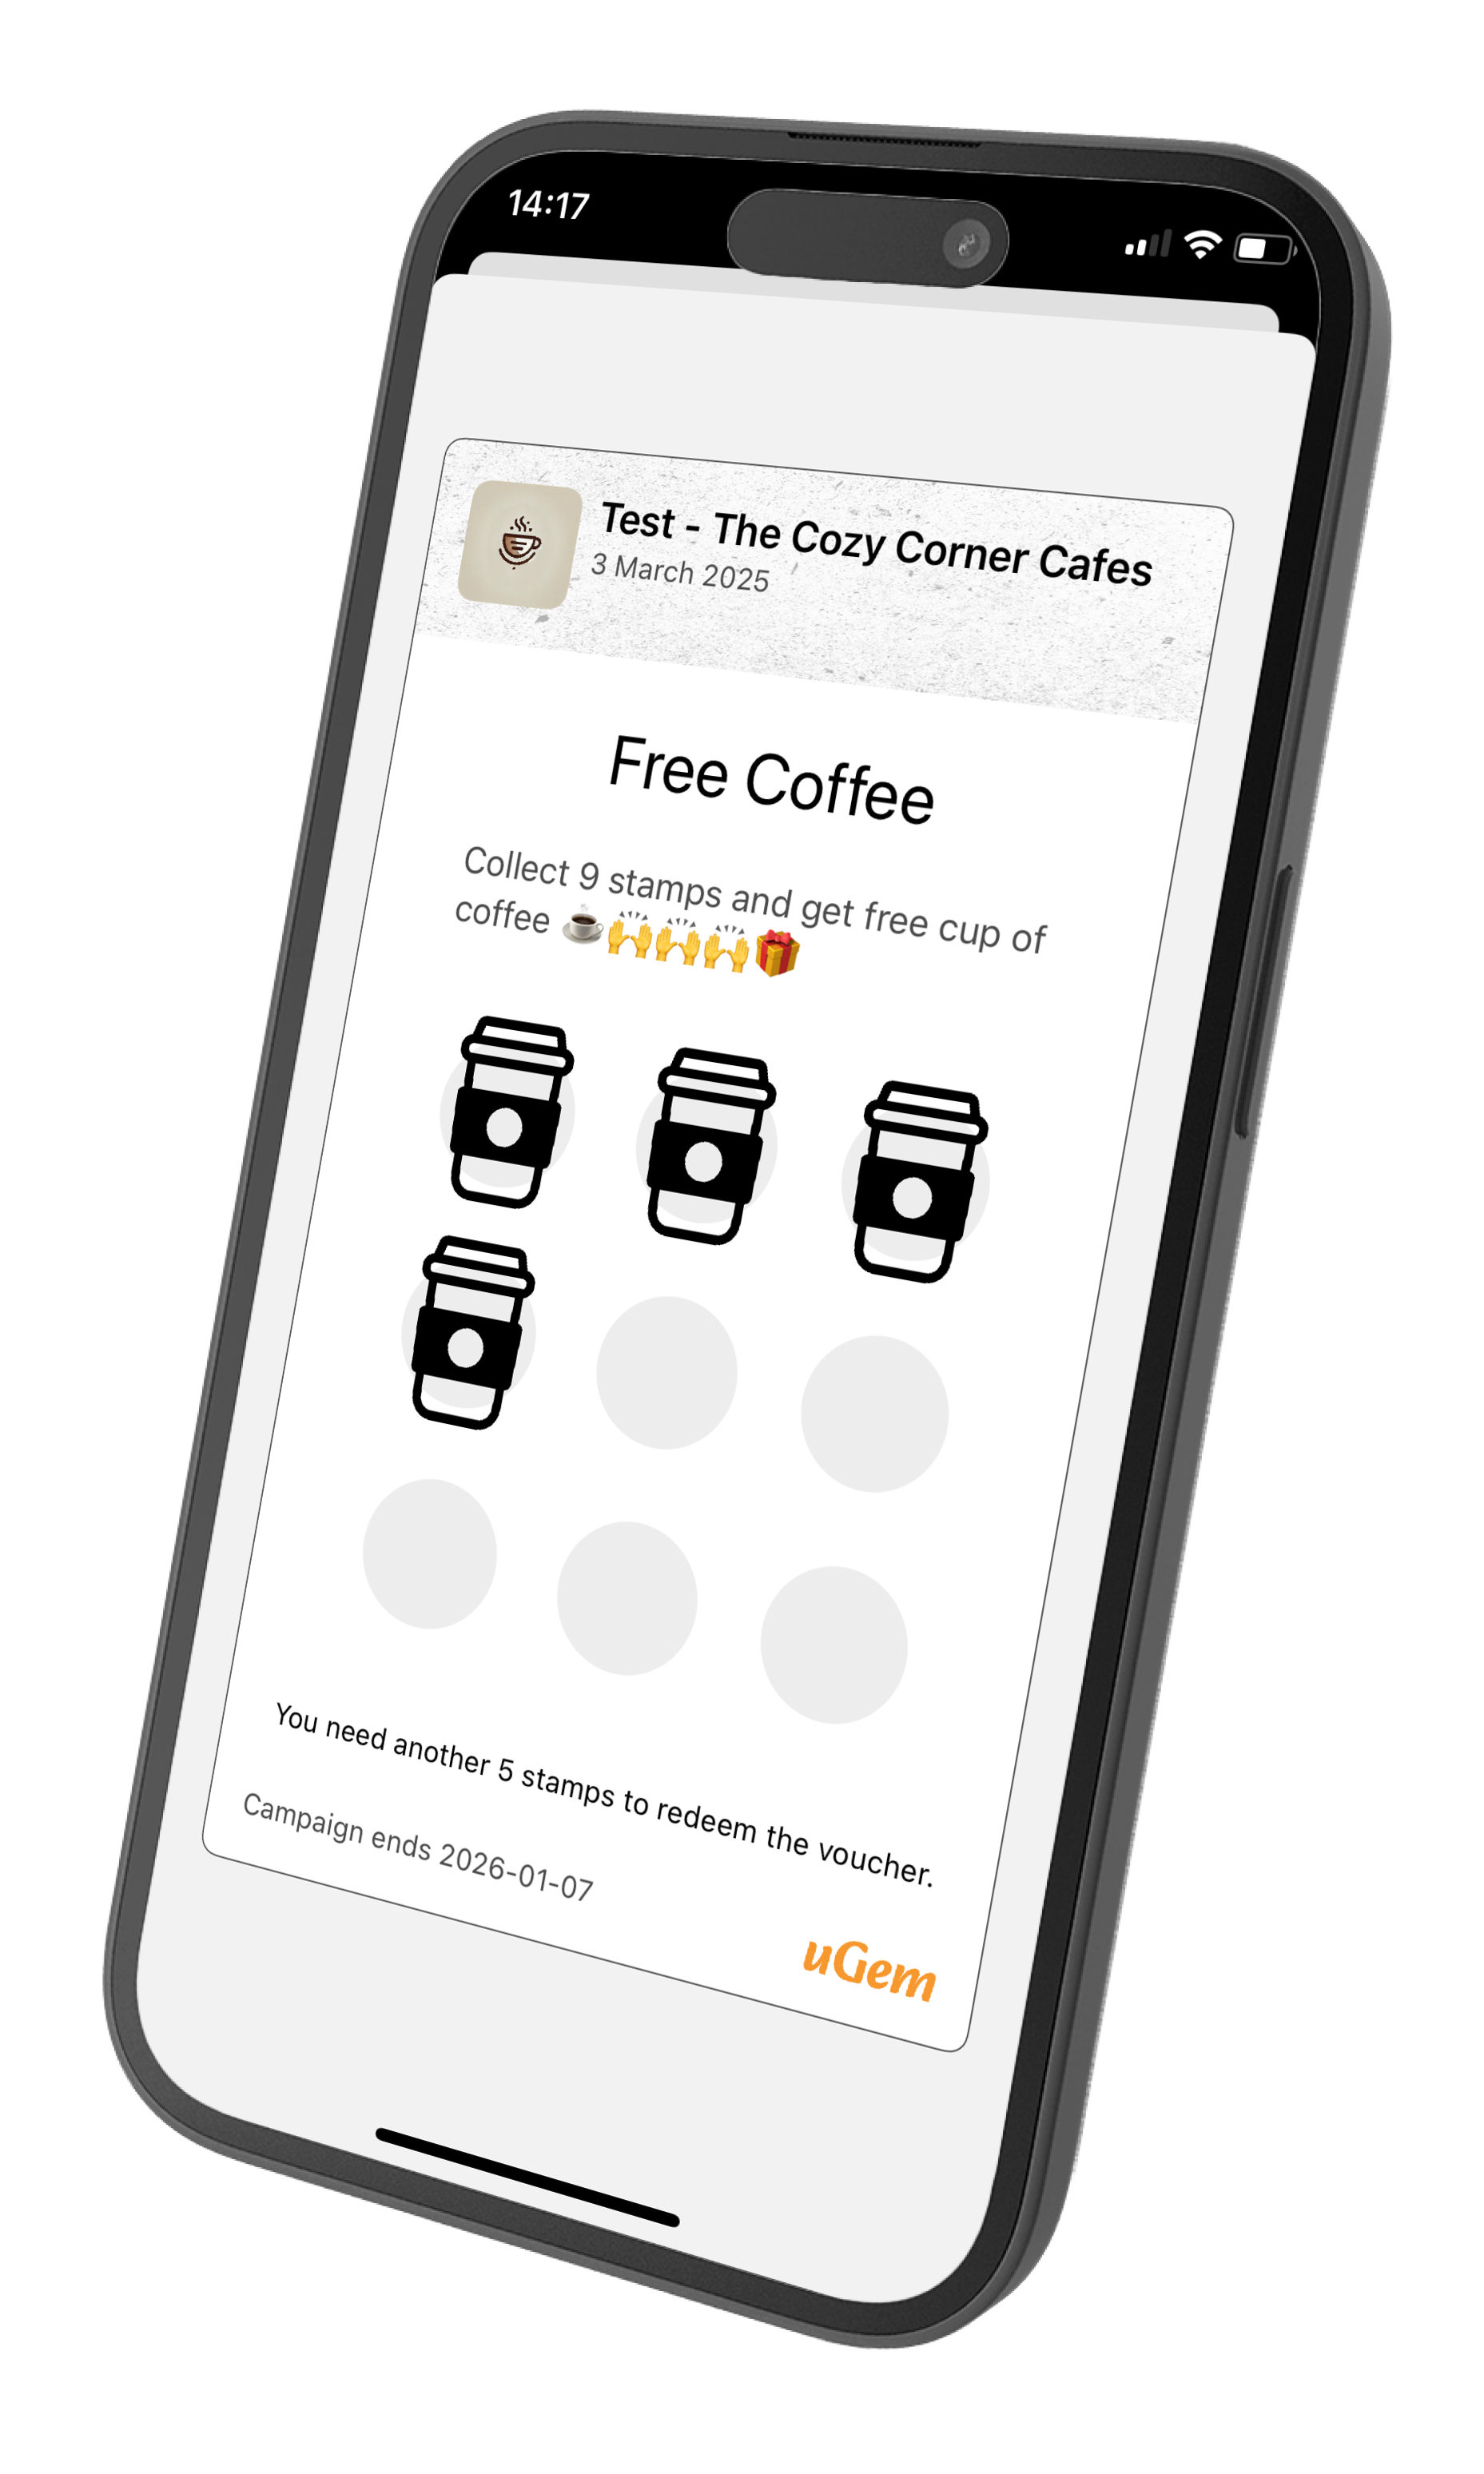 14:17
Test - The Cozy Corner Cafes
3 March 2025
Free Coffee
Collect 9 stamps and get free cup of
coffee ☕🙌🙌🙌🎁
You need another 5 stamps to redeem the voucher.
Campaign ends 2026-01-07
uGem